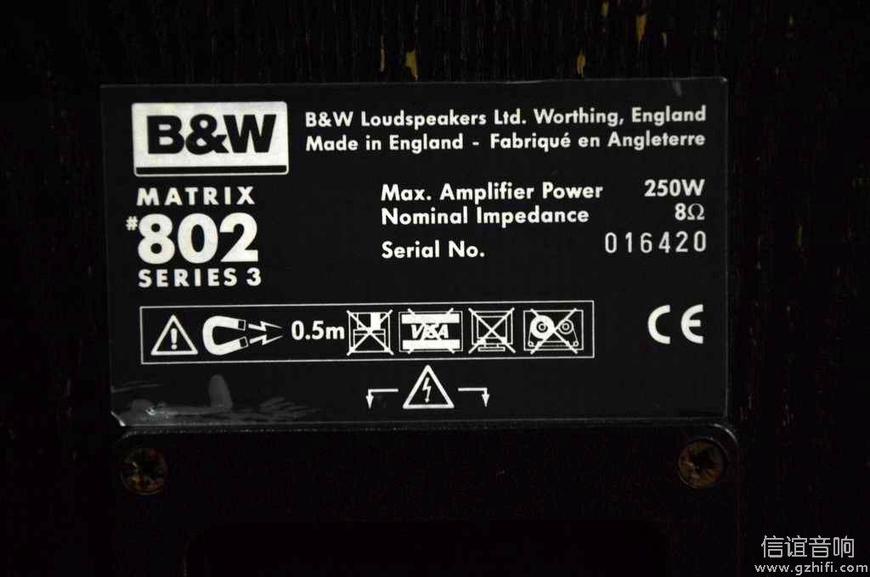 B&W
B&W Loudspeakers Ltd. Worthing, England
Made in England - Fabriqué en Angleterre
MATRIX
#802
SERIES 3
Max. Amplifier Power 250W
Nominal Impedance 8Ω
Serial No. 016420
0.5m
VISA
CE
信谊音响
www.gzhifi.com